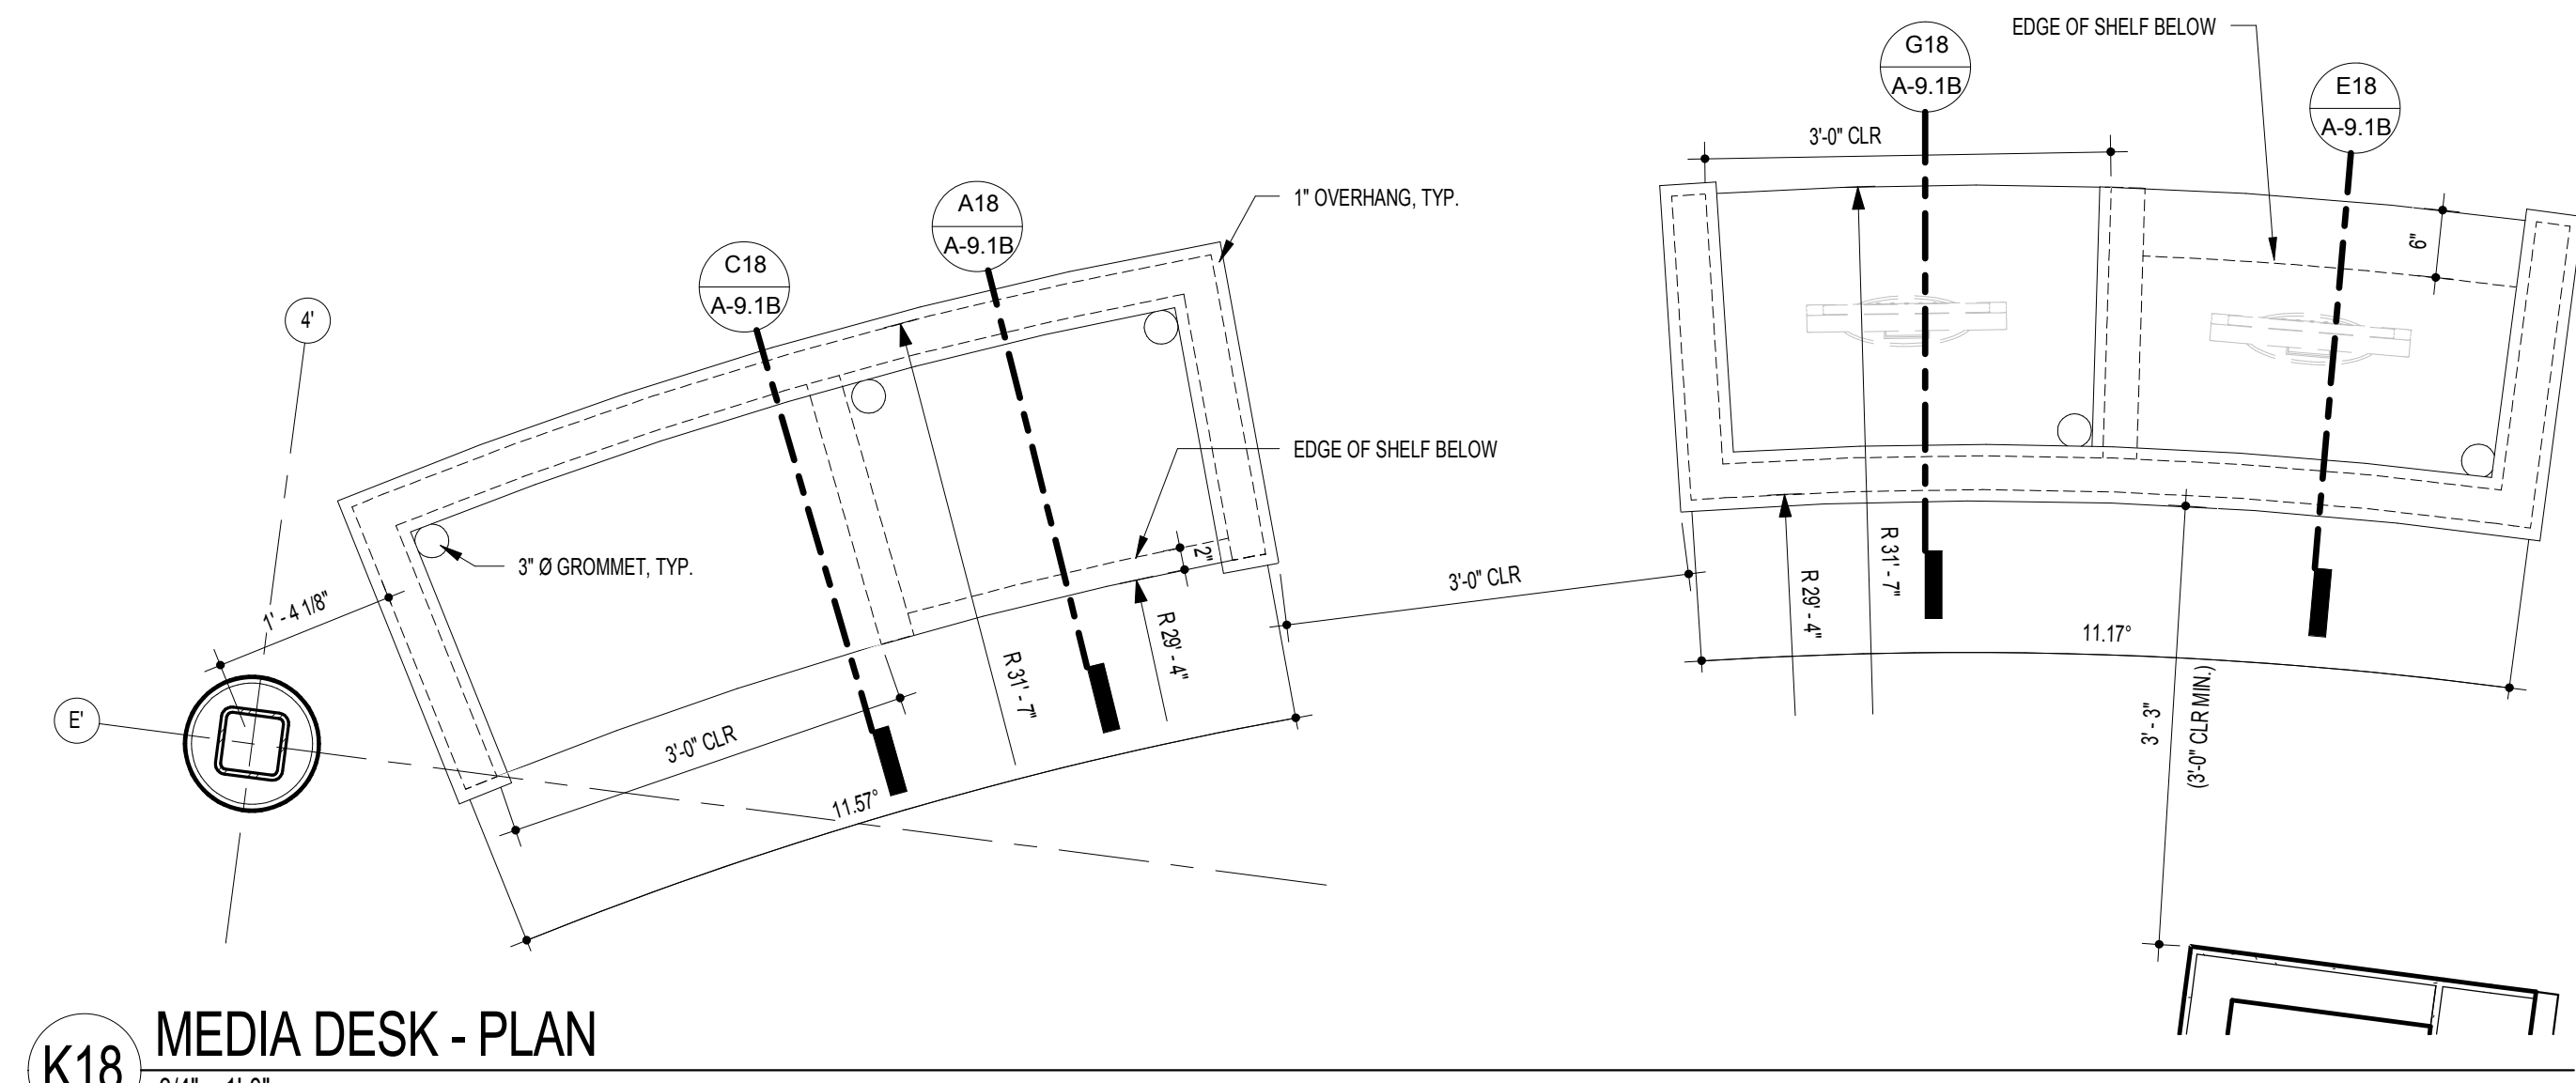 EDGE OF SHELF BELOW
G18
A-9.1B
E18
A-9.1B
3'-0" CLR
A18
A-9.1B
1" OVERHANG, TYP.
6"
C18
A-9.1B
4'
EDGE OF SHELF BELOW
2"
3" Ø GROMMET, TYP.
3'-0" CLR
1' - 4 1/8"
R 31' - 7"
R 29' - 4"
R 29' - 4"
11.17°
R 31' - 7"
E'
3'-0" CLR
3' - 3"
(3'-0" CLR MIN.)
11.57°
K18
MEDIA DESK - PLAN